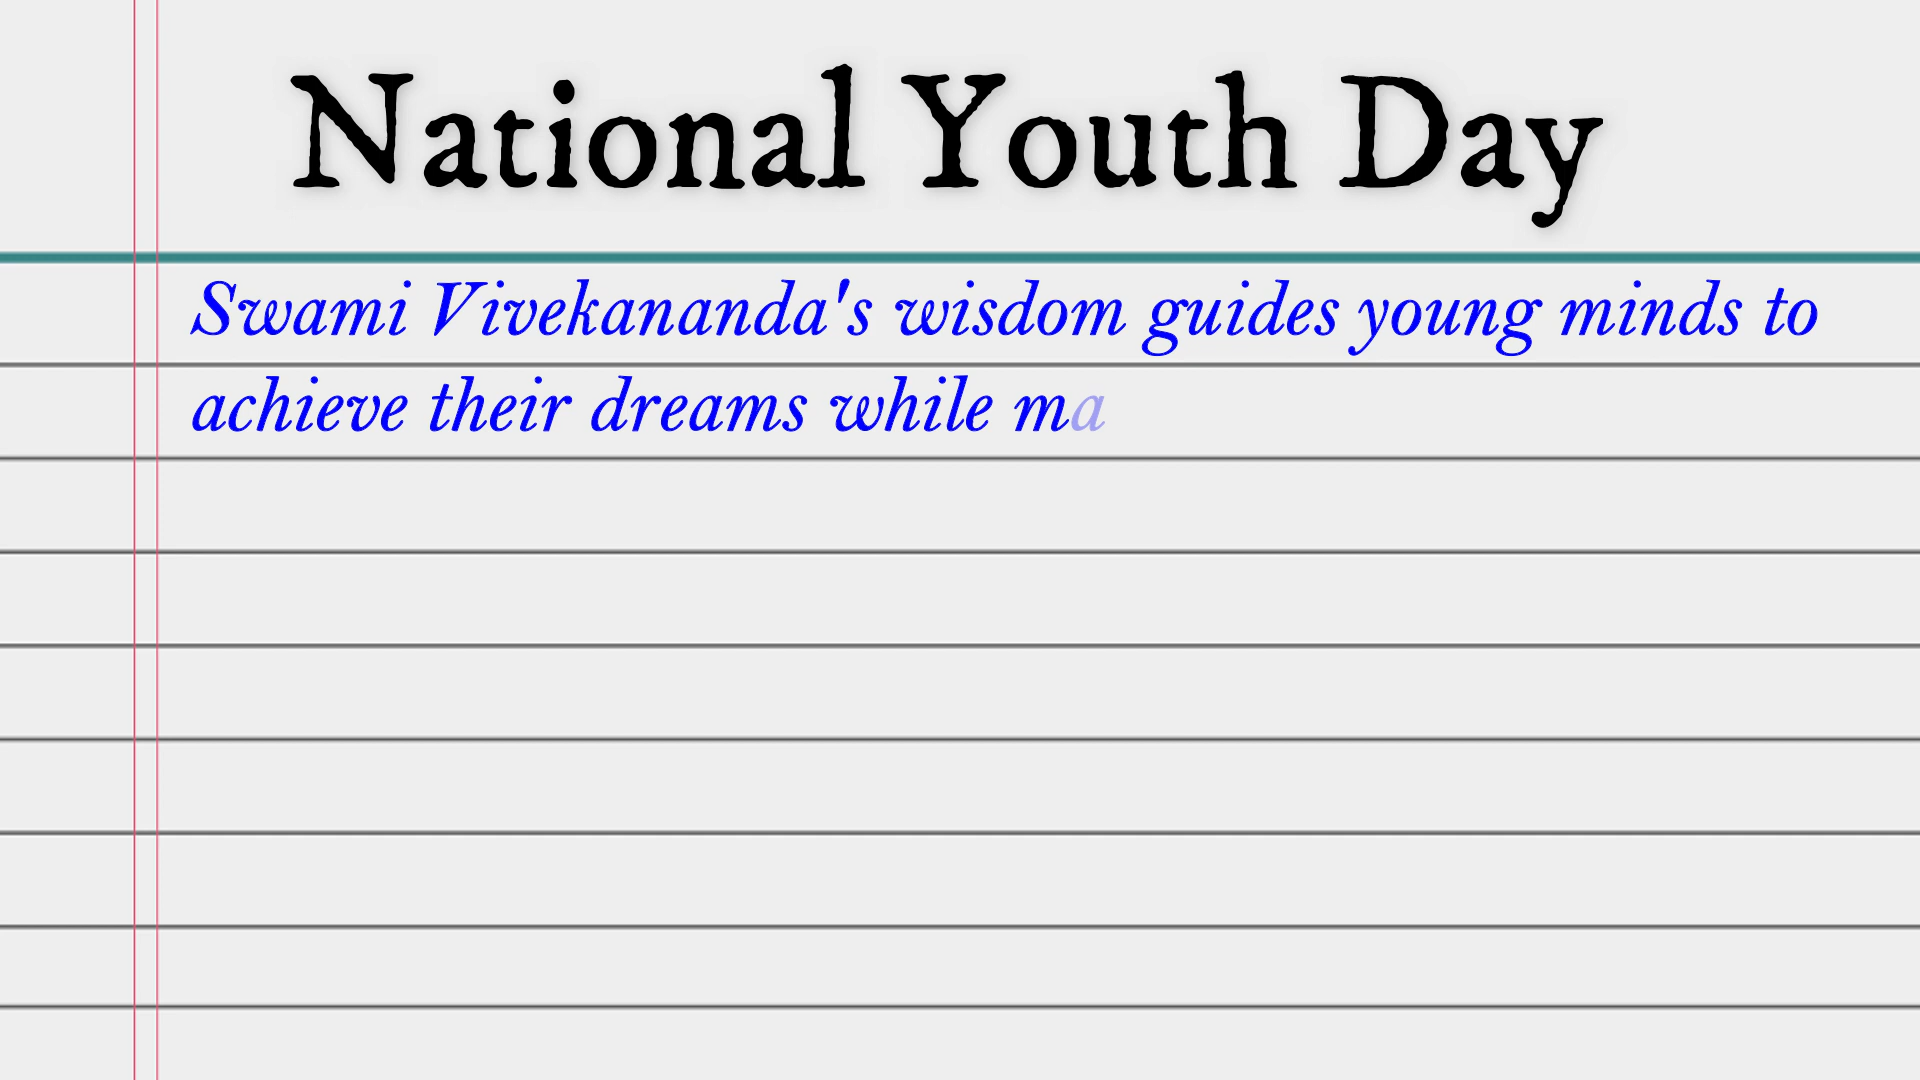 National Youth Day
Swami Vivekananda's wisdom guides young minds to
achieve their dreams while ma